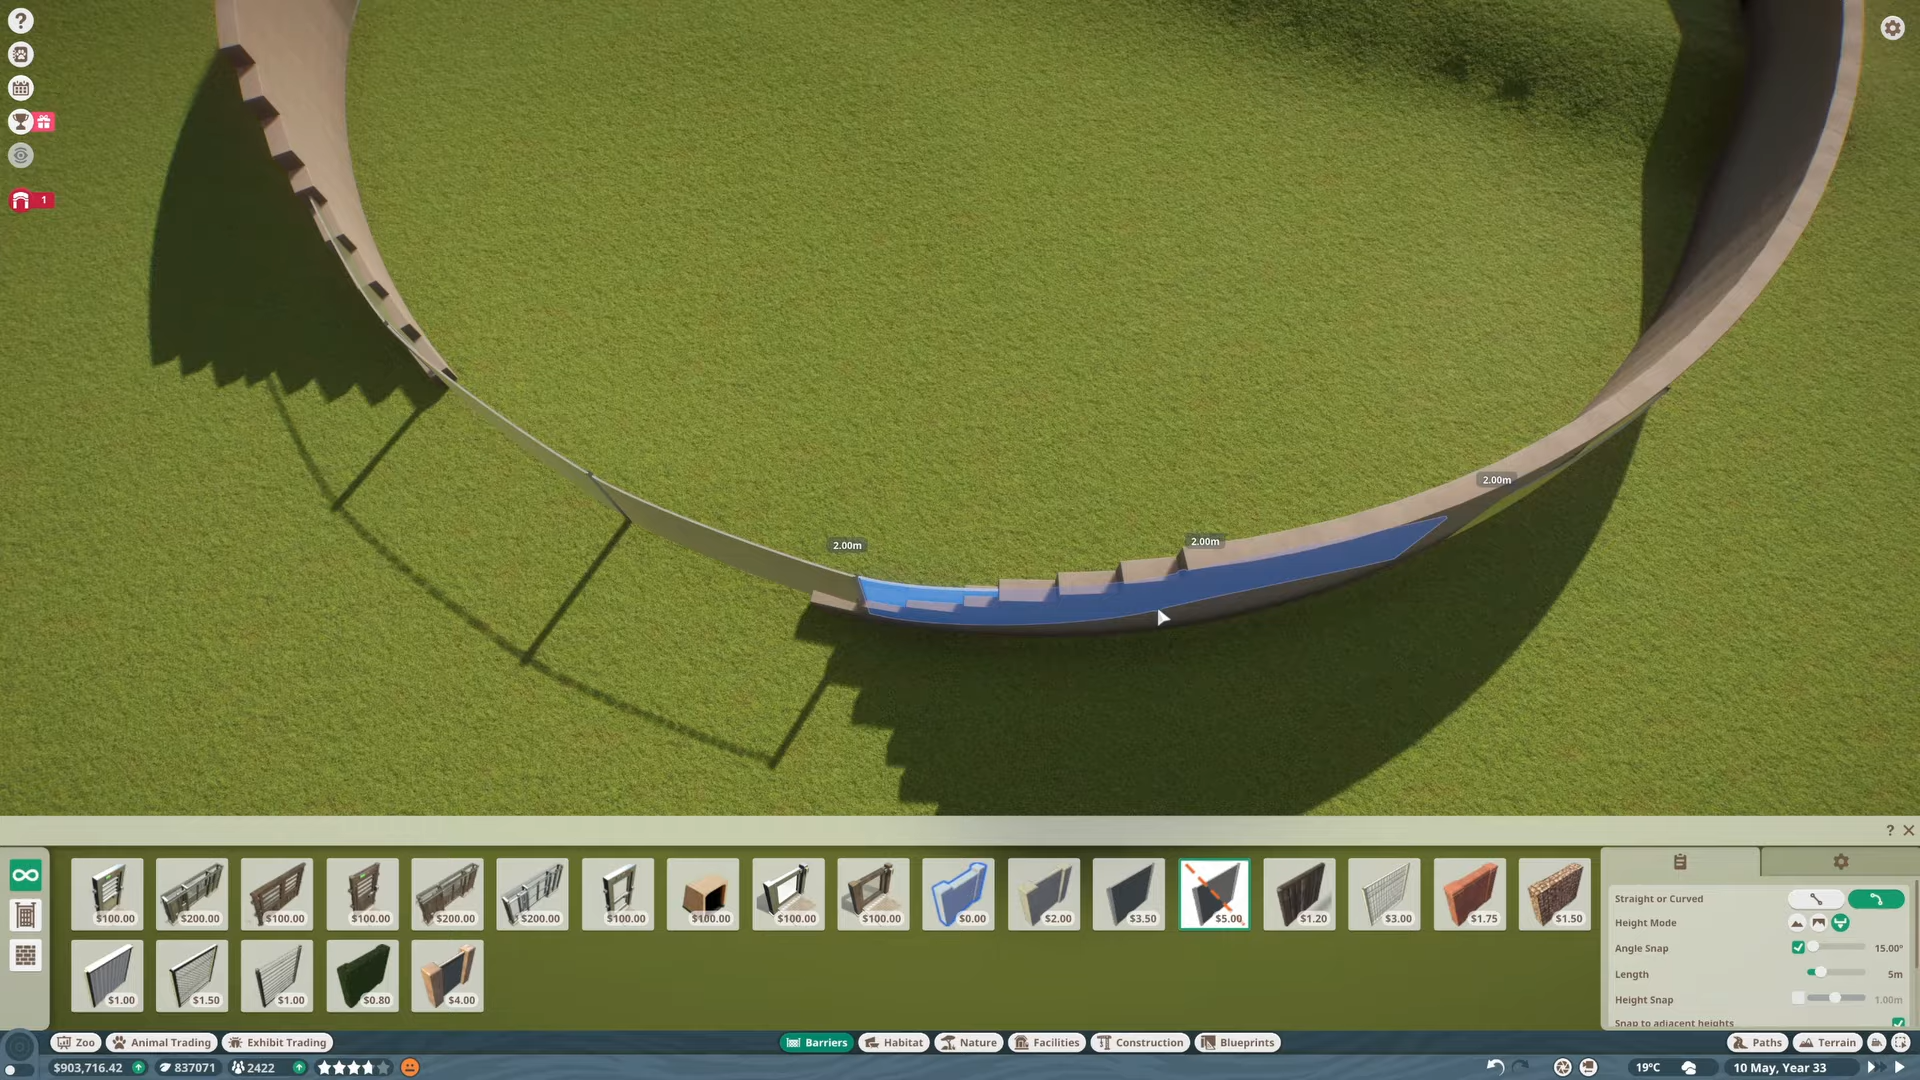 1
2.00m
2.00m
2.00m
?
?
$100.00
$200.00
$100.00
$100.00
$200.00
$200.00
$100.00
$100.00
$100.00
$100.00
$0.00
$2.00
$3.50
$5.00
$1.20
$3.00
$1.75
$1.50
$1.00
$1.50
$1.00
$0.80
$4.00
Straight or Curved
Height Mode
Angle Snap 15.00°
Length 5m
Height Snap 1.00m
Snap to adjacent heights
Zoo Animal Trading Exhibit Trading Barriers Habitat Nature Facilities Construction Blueprints Paths Terrain
$903,716.42 837071 2422 19°C 10 May, Year 33